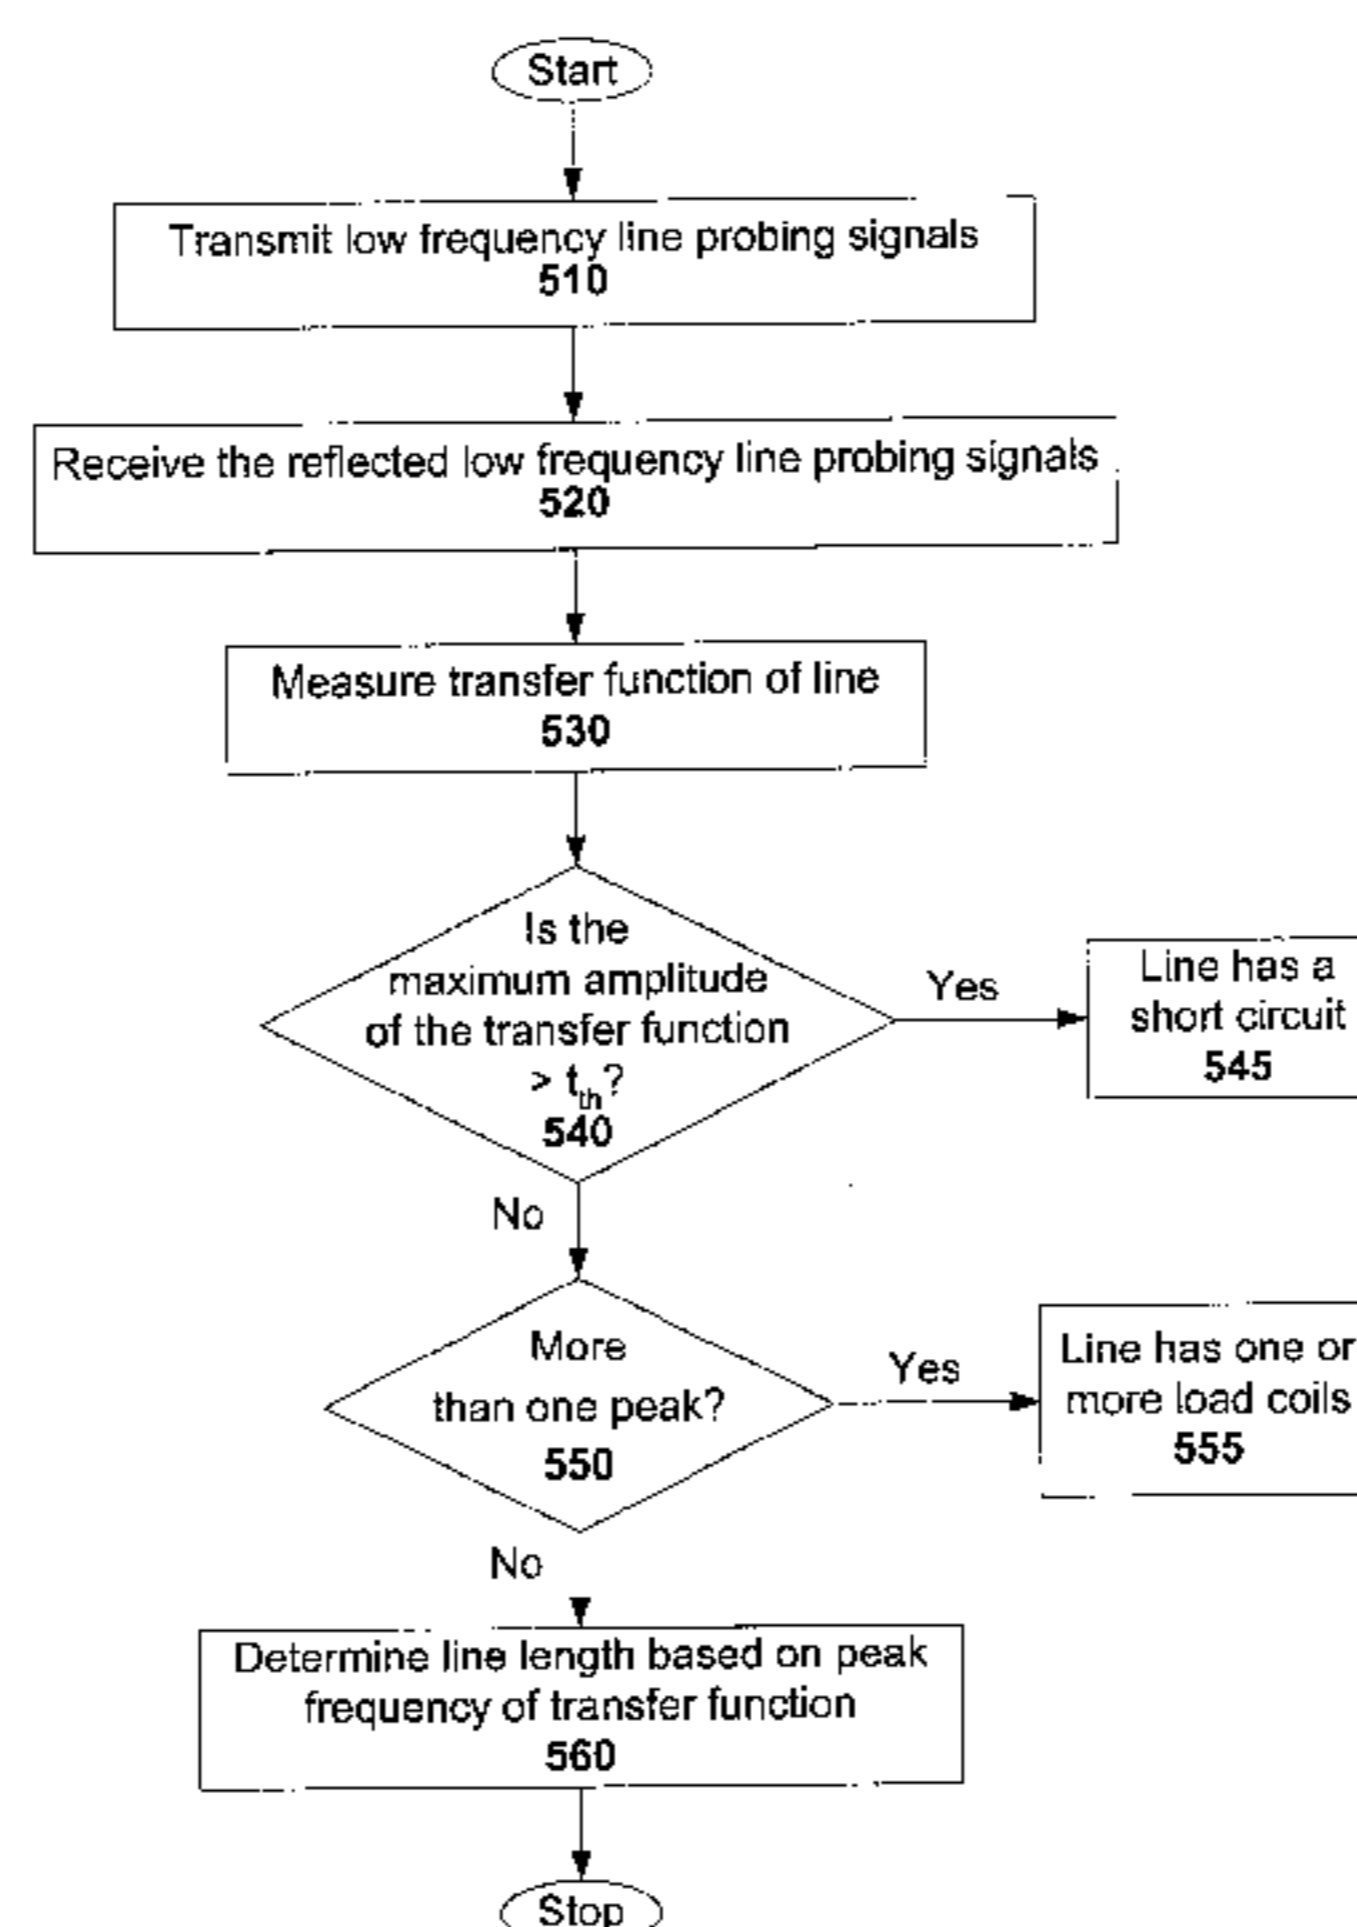 Start
Transmit low frequency line probing signals
510
Receive the reflected low frequency line probing signals
520
Measure transfer function of line
530
Is the
maximum amplitude
of the transfer function
> tth?
540
Yes
Line has a
short circuit
545
No
More
than one peak?
550
Yes
Line has one or
more load coils
555
No
Determine line length based on peak
frequency of transfer function
560
Stop